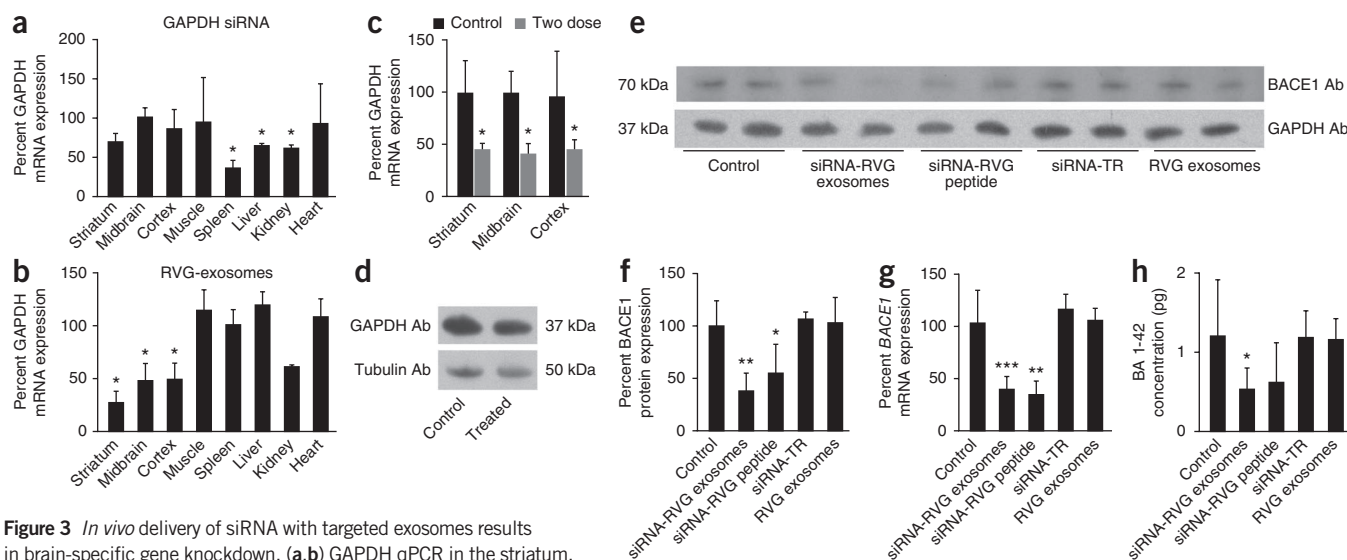 a
GAPDH siRNA
Percent GAPDH
mRNA expression
200
150
100
50
0
Striatum
Midbrain
Cortex
Muscle
Spleen
Liver
Kidney
Heart
*
*
*
b
RVG-exosomes
Percent GAPDH
mRNA expression
150
100
50
0
Striatum
Midbrain
Cortex
Muscle
Spleen
Liver
Kidney
Heart
*
*
*
c
Control
Two dose
Percent GAPDH
mRNA expression
150
100
50
0
Striatum
Midbrain
Cortex
*
*
*
d
GAPDH Ab
37 kDa
Tubulin Ab
50 kDa
Control
Treated
e
70 kDa
BACE1 Ab
37 kDa
GAPDH Ab
Control
siRNA-RVG
exosomes
siRNA-RVG
peptide
siRNA-TR
RVG exosomes
f
Percent BACE1
protein expression
150
100
50
0
Control
siRNA-RVG exosomes
siRNA-RVG peptide
siRNA-TR
RVG exosomes
**
*
g
Percent BACE1
mRNA expression
150
100
50
0
Control
siRNA-RVG exosomes
siRNA-RVG peptide
siRNA-TR
RVG exosomes
***
**
h
BA 1-42
concentration (pg)
2
1
0
Control
siRNA-RVG exosomes
siRNA-RVG peptide
siRNA-TR
RVG exosomes
*
Figure 3 In vivo delivery of siRNA with targeted exosomes results
in brain-specific gene knockdown. (a,b) GAPDH qPCR in the striatum,